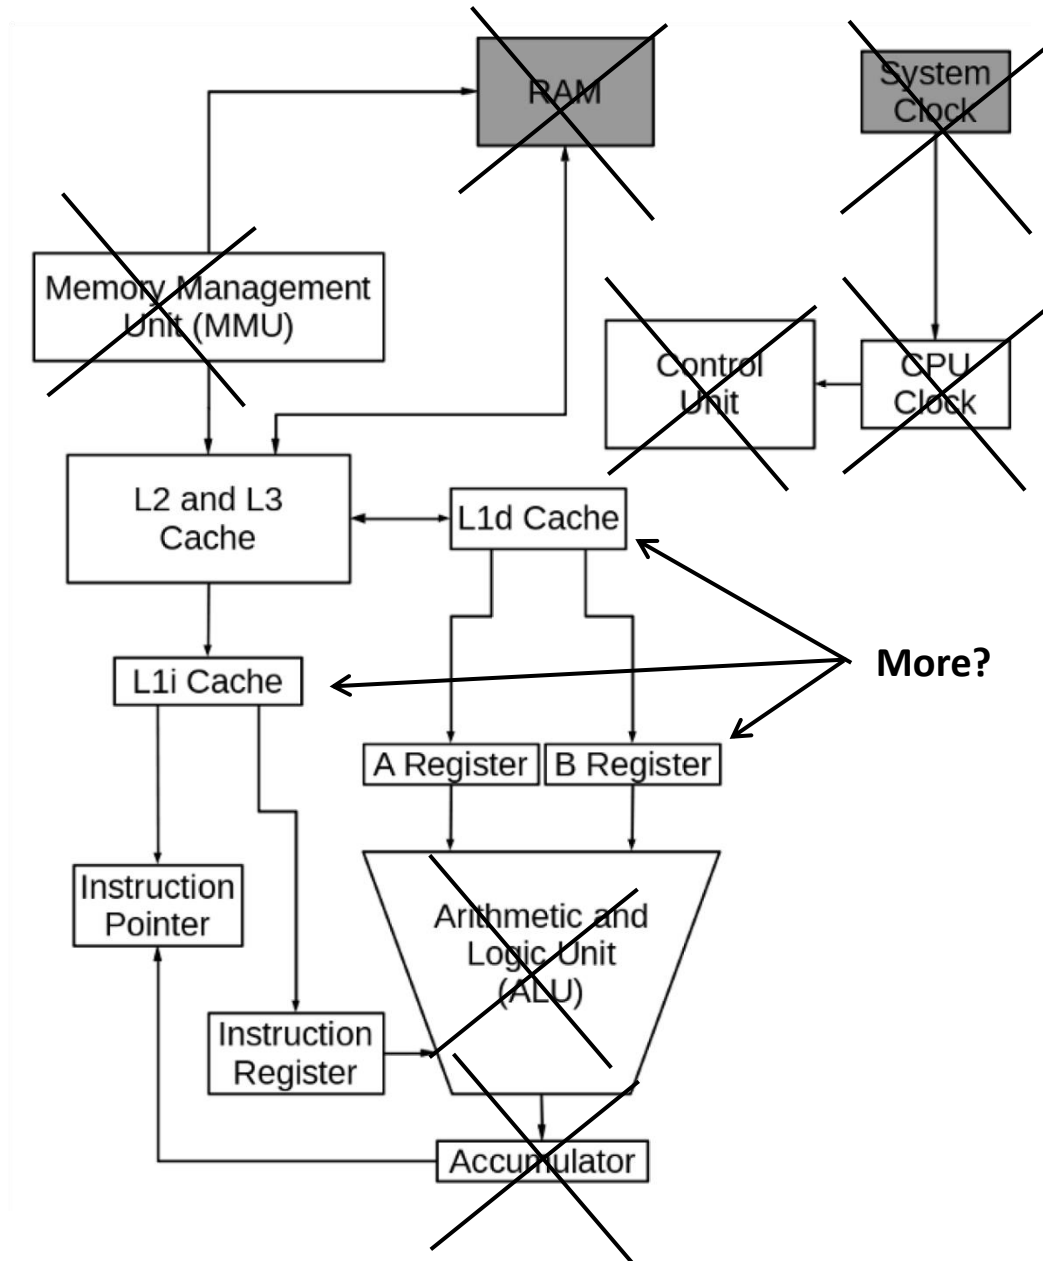 RAM
System
Clock
Memory Management
Unit (MMU)
Control
Unit
CPU
Clock
L2 and L3
Cache
L1d Cache
More?
L1i Cache
A Register
B Register
Instruction
Pointer
Arithmetic and
Logic Unit
(ALU)
Instruction
Register
Accumulator